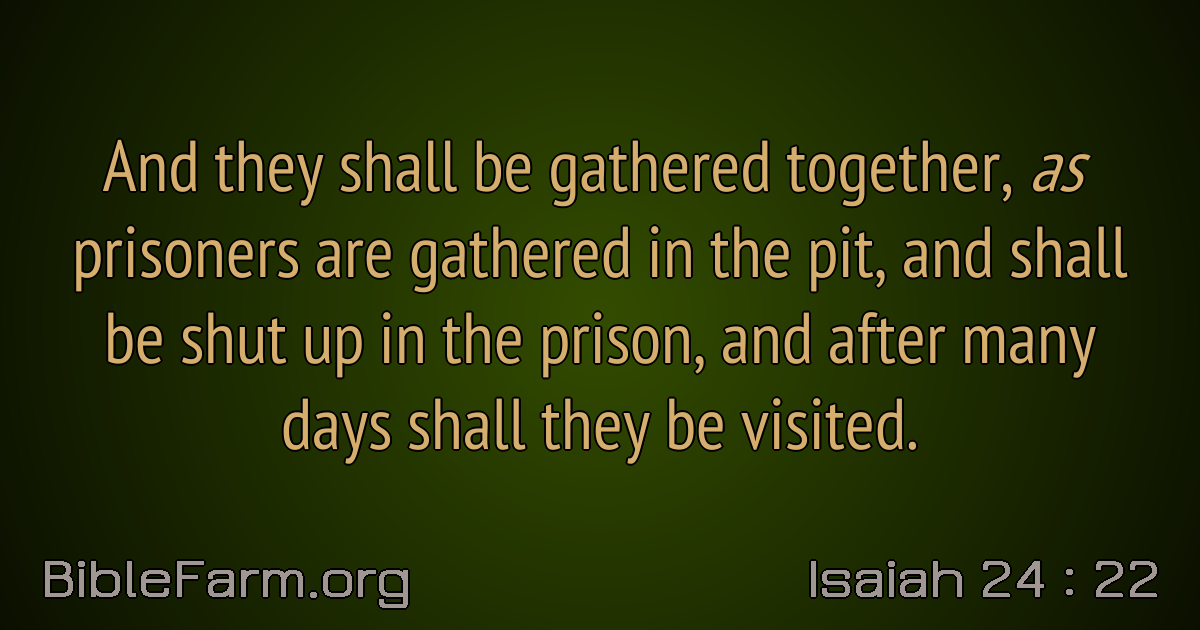 And they shall be gathered together, as
prisoners are gathered in the pit, and shall
be shut up in the prison, and after many
days shall they be visited.
BibleFarm.org
Isaiah 24 : 22